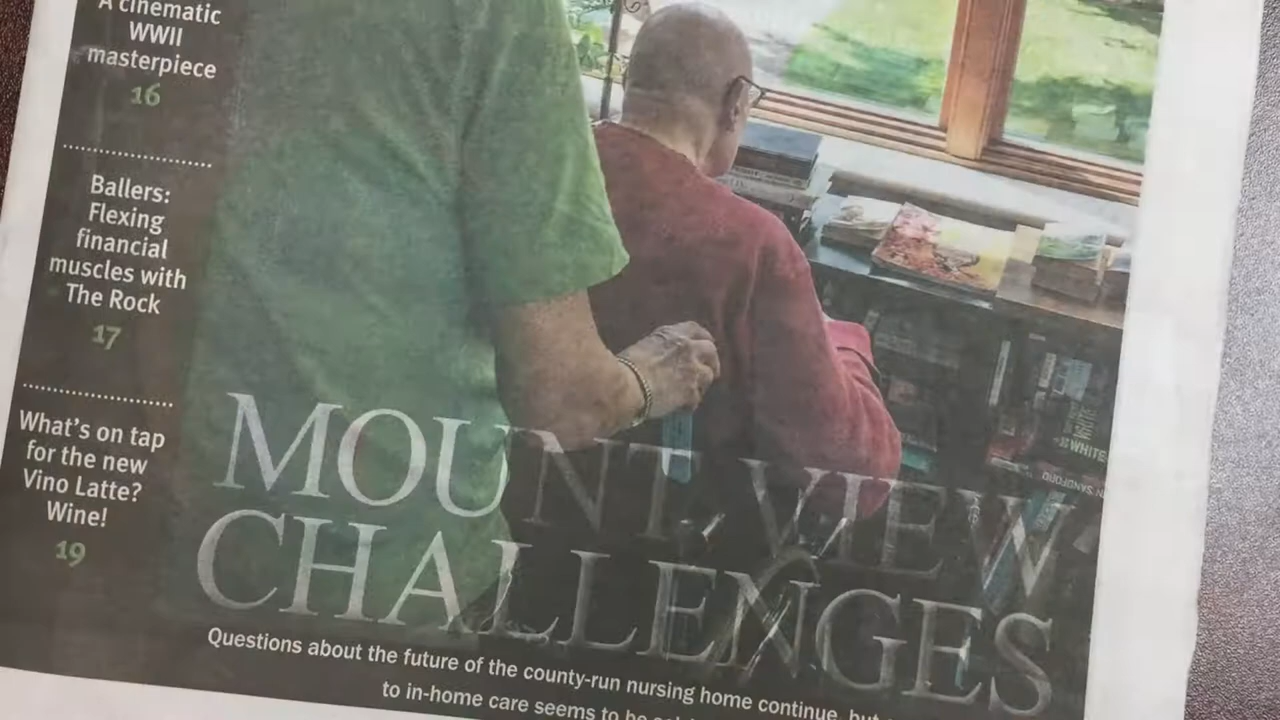 A cinematic
WWII
masterpiece
16
Ballers:
Flexing
financial
muscles with
The Rock
17
What's on tap
for the new
Vino Latte?
Wine!
19
MOUNT VIEW
CHALLENGES
Questions about the future of the county-run nursing home continue, but
to in-home care seems to be
WHITE
SANDFORD